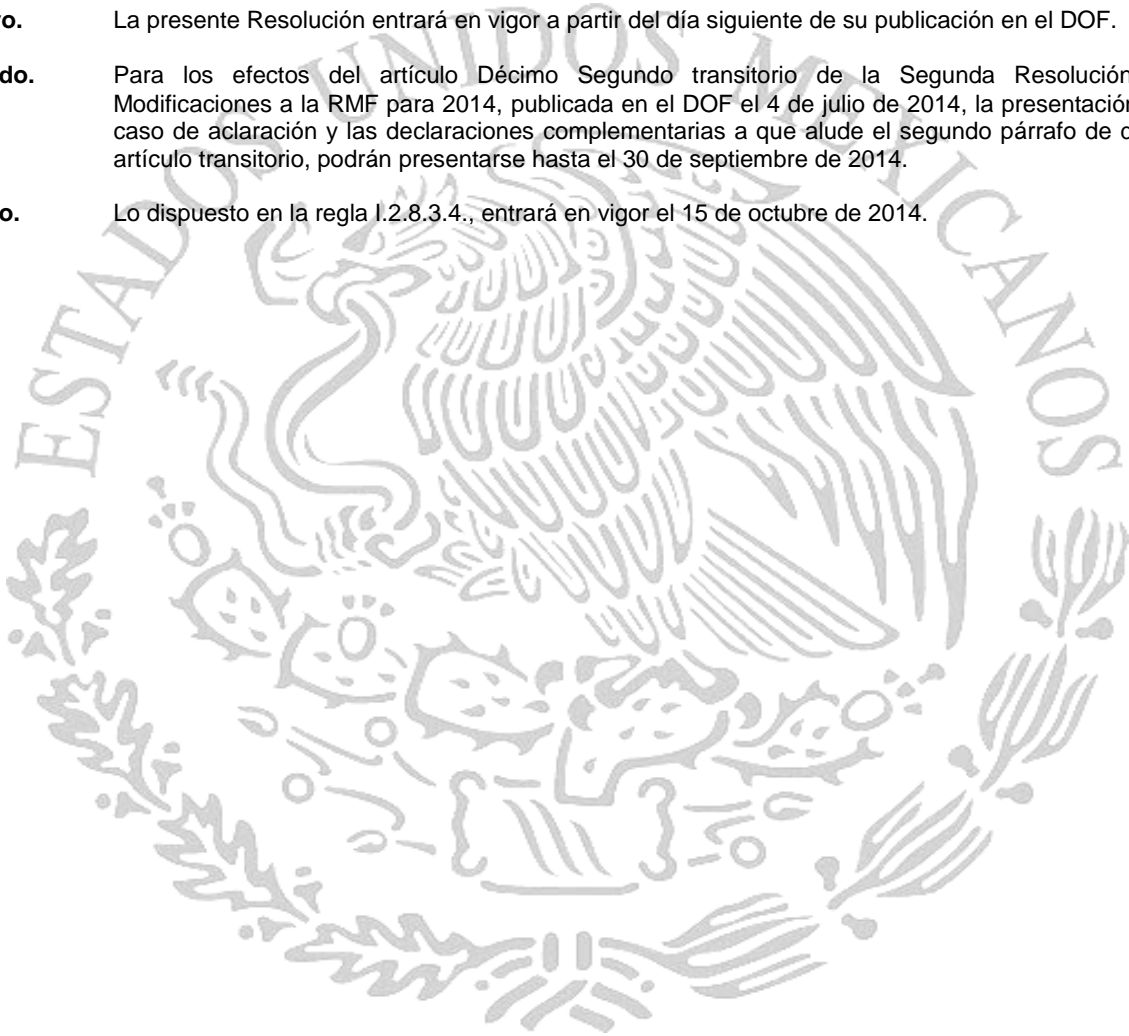 vo. La presente Resolución entrará en vigor a partir del día siguiente de su publicación en el DOF.
do. Para los efectos del artículo Décimo Segundo transitorio de la Segunda Resolución
Modificaciones a la RMF para 2014, publicada en el DOF el 4 de julio de 2014, la presentación
caso de aclaración y las declaraciones complementarias a que alude el segundo párrafo de
artículo transitorio, podrán presentarse hasta el 30 de septiembre de 2014.
o. Lo dispuesto en la regla I.2.8.3.4., entrará en vigor el 15 de octubre de 2014.
ESTADOS UNIDOS MEXICANOS